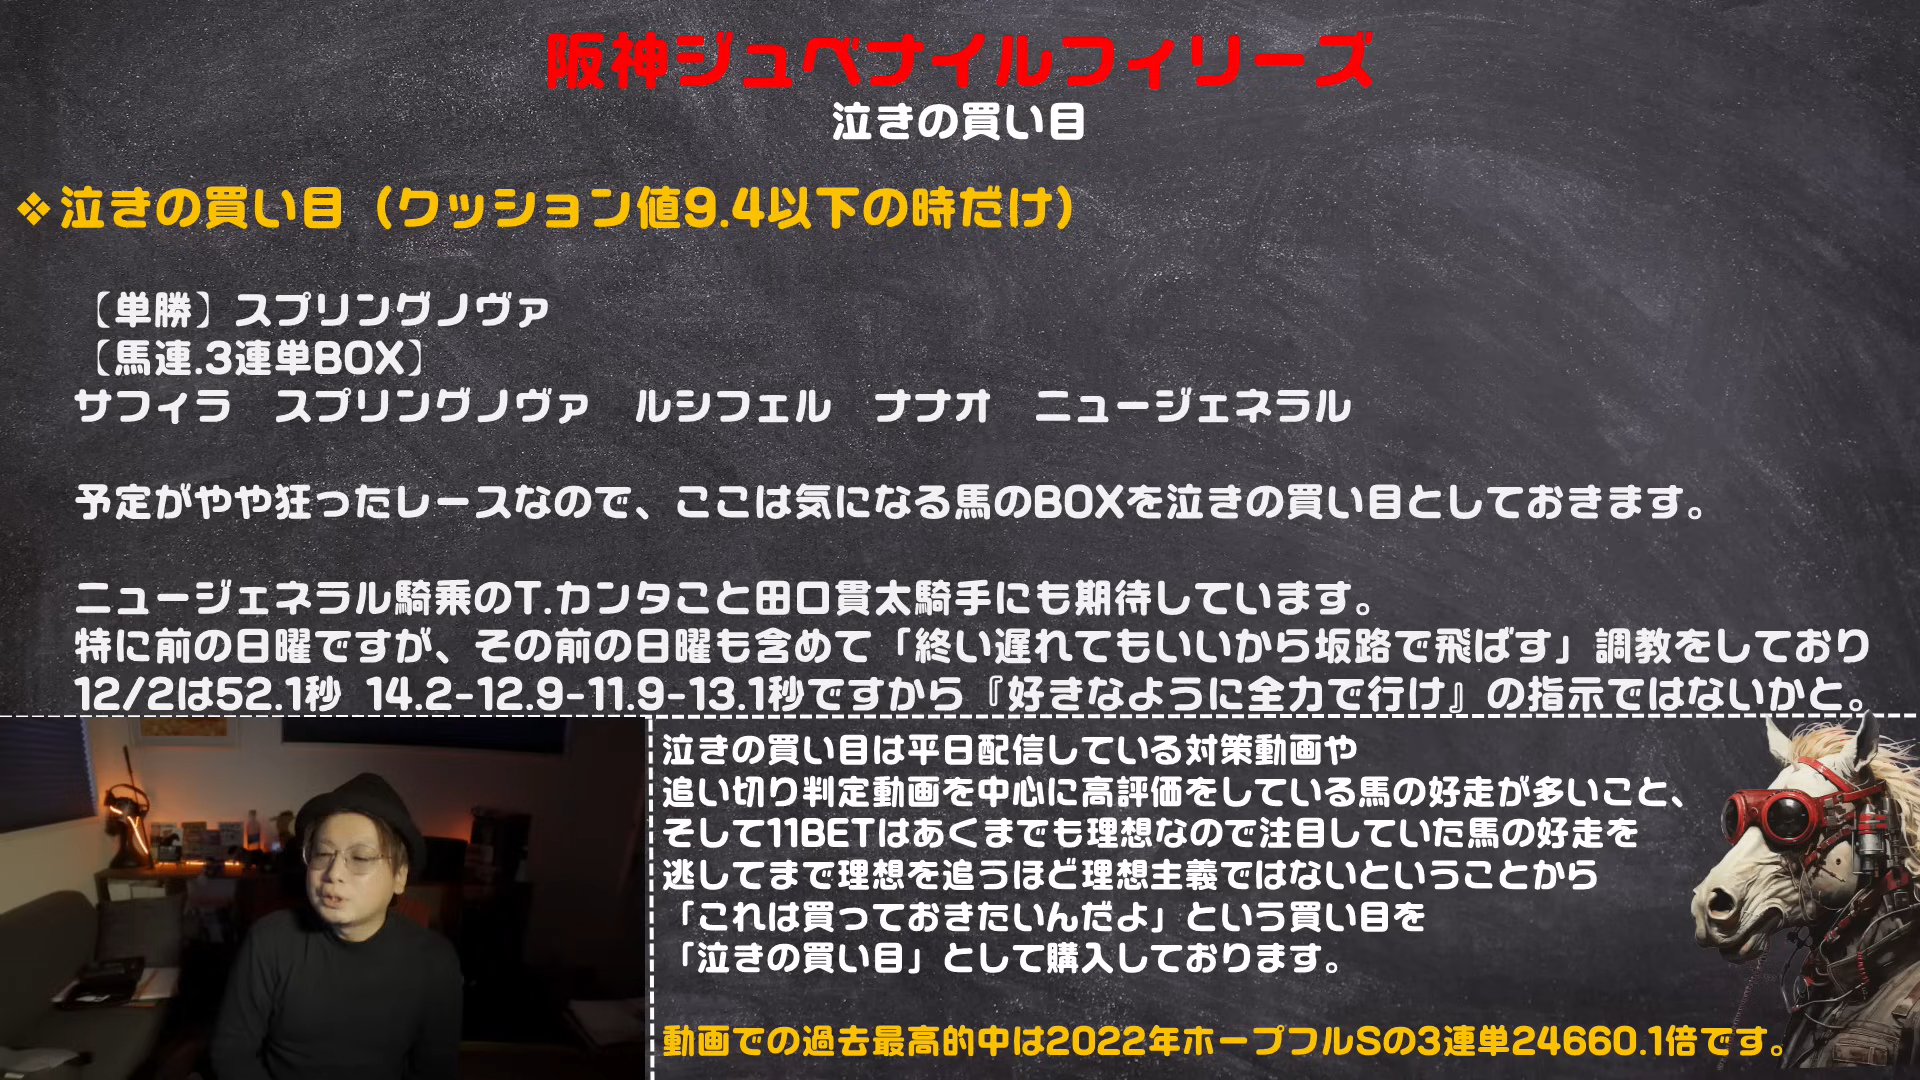 阪神ジュベナイルフィリーズ
泣きの買い目
❖泣きの買い目（クッション値9.4以下の時だけ）
【単勝】スプリングノヴァ
【馬連.3連単BOX】
サフィラ　スプリングノヴァ　ルシフェル　ナナオ　ニュージェネラル
予定がやや狂ったレースなので、ここは気になる馬のBOXを泣きの買い目としておきます。
ニュージェネラル騎乗のT.カンタこと田口貫太騎手にも期待しています。
特に前の日曜ですが、その前の日曜も含めて「終い遅れてもいいから坂路で飛ばす」調教をしており
12/2は52.1秒 14.2-12.9-11.9-13.1秒ですから『好きなように全力で行け』の指示ではないかと。
泣きの買い目は平日配信している対策動画や
追い切り判定動画を中心に高評価をしている馬の好走が多いこと、
そして11BETはあくまでも理想なので注目していた馬の好走を
逃してまで理想を追うほど理想主義ではないということから
「これは買っておきたいんだよ」という買い目を
「泣きの買い目」として購入しております。
動画での過去最高的中は2022年ホープフルSの3連単24660.1倍です。